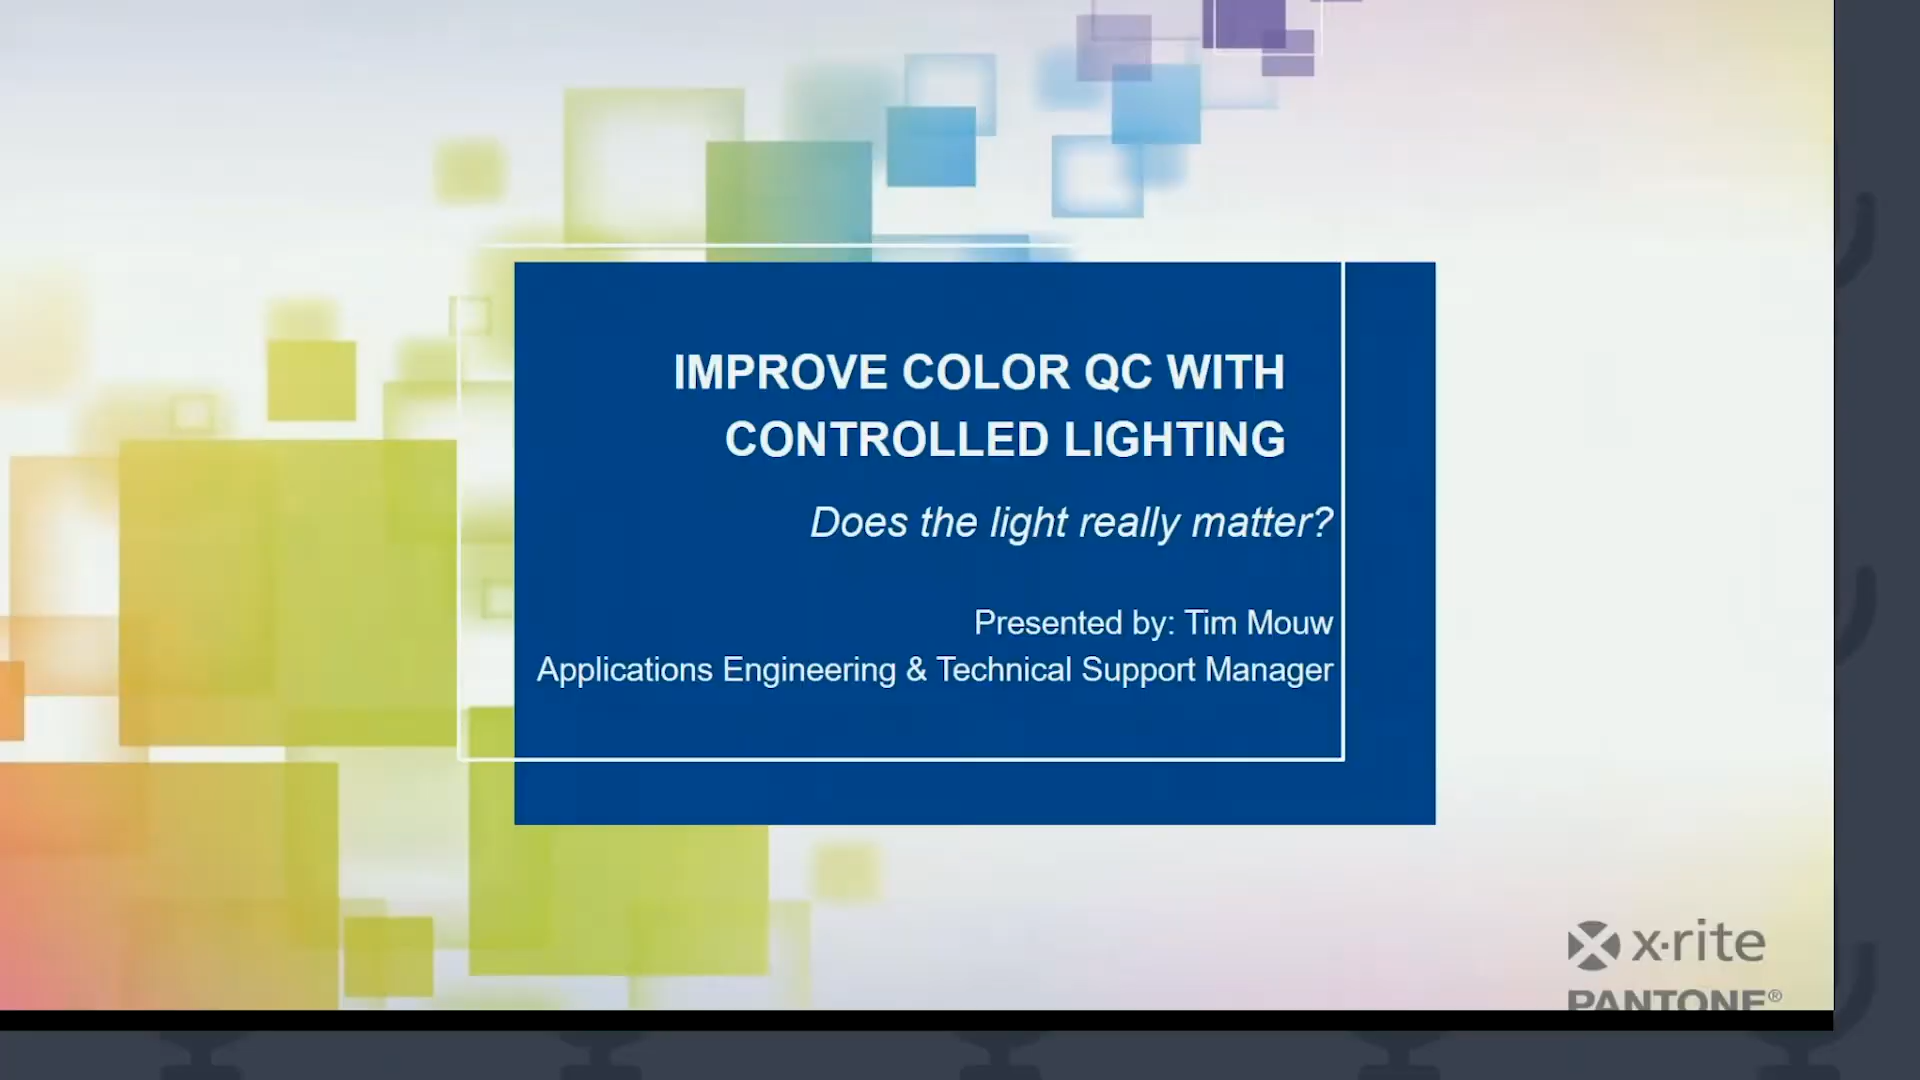 IMPROVE COLOR QC WITH
CONTROLLED LIGHTING
Does the light really matter?
Presented by: Tim Mouw
Applications Engineering & Technical Support Manager
x·rite
PANTONE®